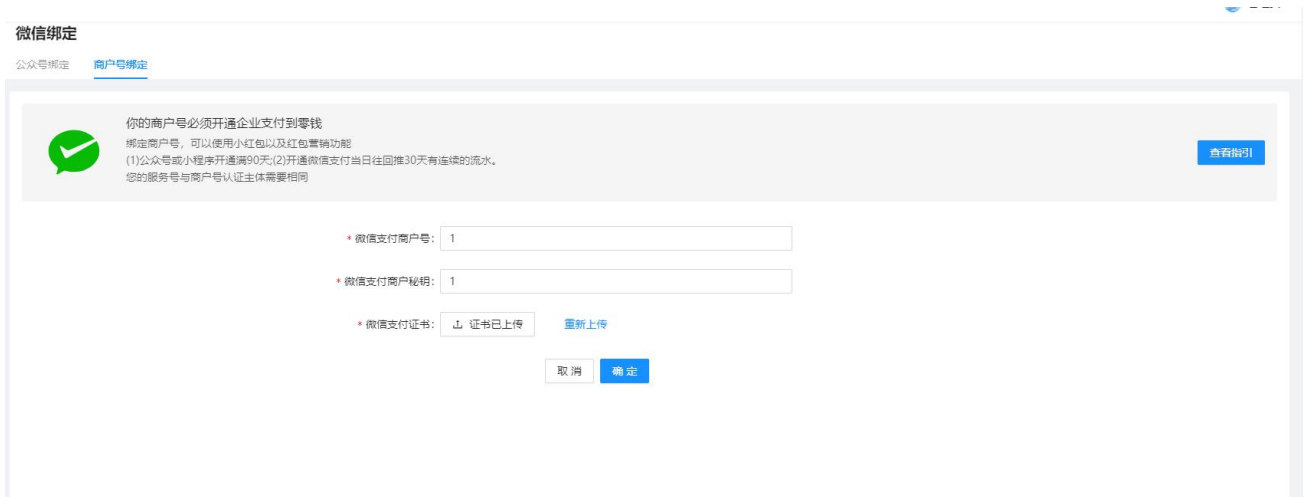 微信绑定
公众号绑定 商户号绑定
你的商户号必须开通企业支付到零钱
绑定商户号，可以使用小红包以及红包营销功能
(1)公众号或小程序开通满90天;(2)开通微信支付当日往回推30天有连续的流水。
您的服务号与商户号认证主体需要相同
查看指引
* 微信支付商户号： 1
* 微信支付商户秘钥： 1
* 微信支付证书： 证书已上传 重新上传
取消 确定